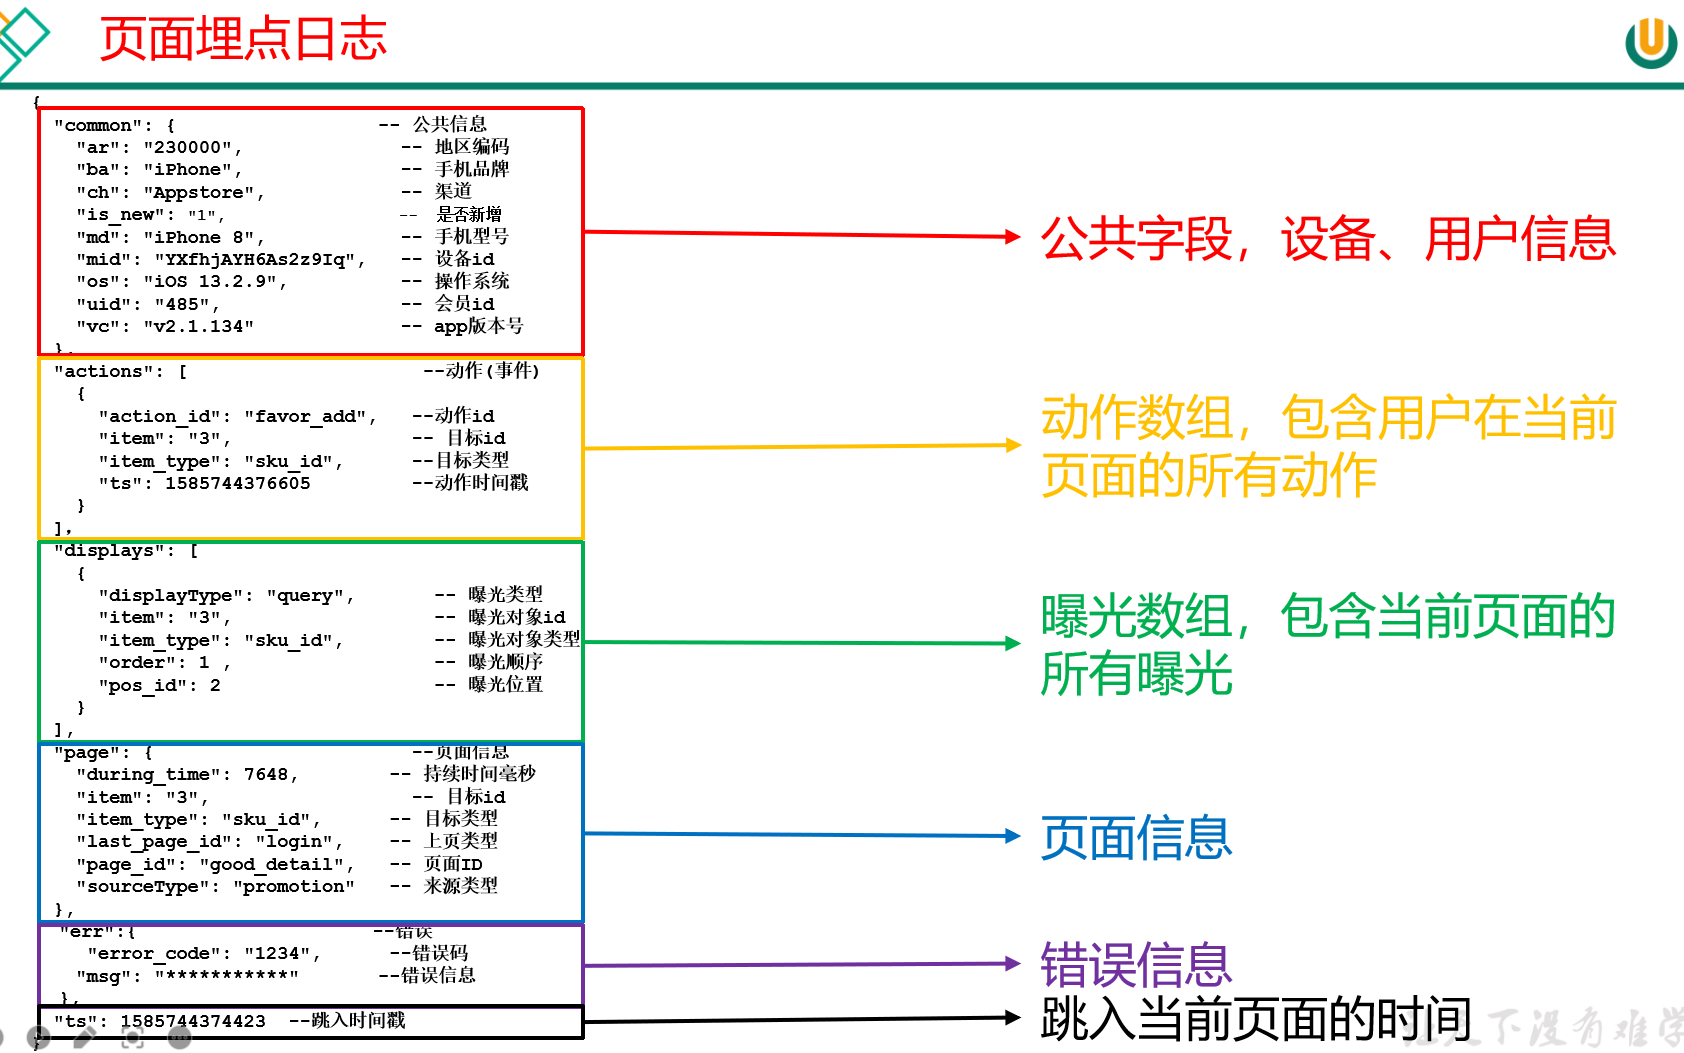 页面埋点日志
{
"common": { -- 公共信息
"ar": "230000", -- 地区编码
"ba": "iPhone", -- 手机品牌
"ch": "Appstore", -- 渠道
"is_new": "1", -- 是否新增
"md": "iPhone 8", -- 手机型号
"mid": "YXfhjAYH6As2z9Iq", -- 设备id
"os": "iOS 13.2.9", -- 操作系统
"uid": "485", -- 会员id
"vc": "v2.1.134" -- app版本号
},
公共字段，设备、用户信息
"actions": [ --动作(事件)
{
"action_id": "favor_add", --动作id
"item": "3", -- 目标id
"item_type": "sku_id", --目标类型
"ts": 1585744376605 --动作时间戳
}
],
动作数组，包含用户在当前
页面的所有动作
"displays": [
{
"displayType": "query", -- 曝光类型
"item": "3", -- 曝光对象id
"item_type": "sku_id", -- 曝光对象类型
"order": 1 , -- 曝光顺序
"pos_id": 2 -- 曝光位置
}
],
曝光数组，包含当前页面的
所有曝光
"page": { --页面信息
"during_time": 7648, -- 持续时间毫秒
"item": "3", -- 目标id
"item_type": "sku_id", -- 目标类型
"last_page_id": "login", -- 上页类型
"page_id": "good_detail", -- 页面ID
"sourceType": "promotion" -- 来源类型
},
页面信息
"err":{ --错误
"error_code": "1234", --错误码
"msg": "***********" --错误信息
},
错误信息
"ts": 1585744374423 --跳入时间戳
跳入当前页面的时间
下没有难学